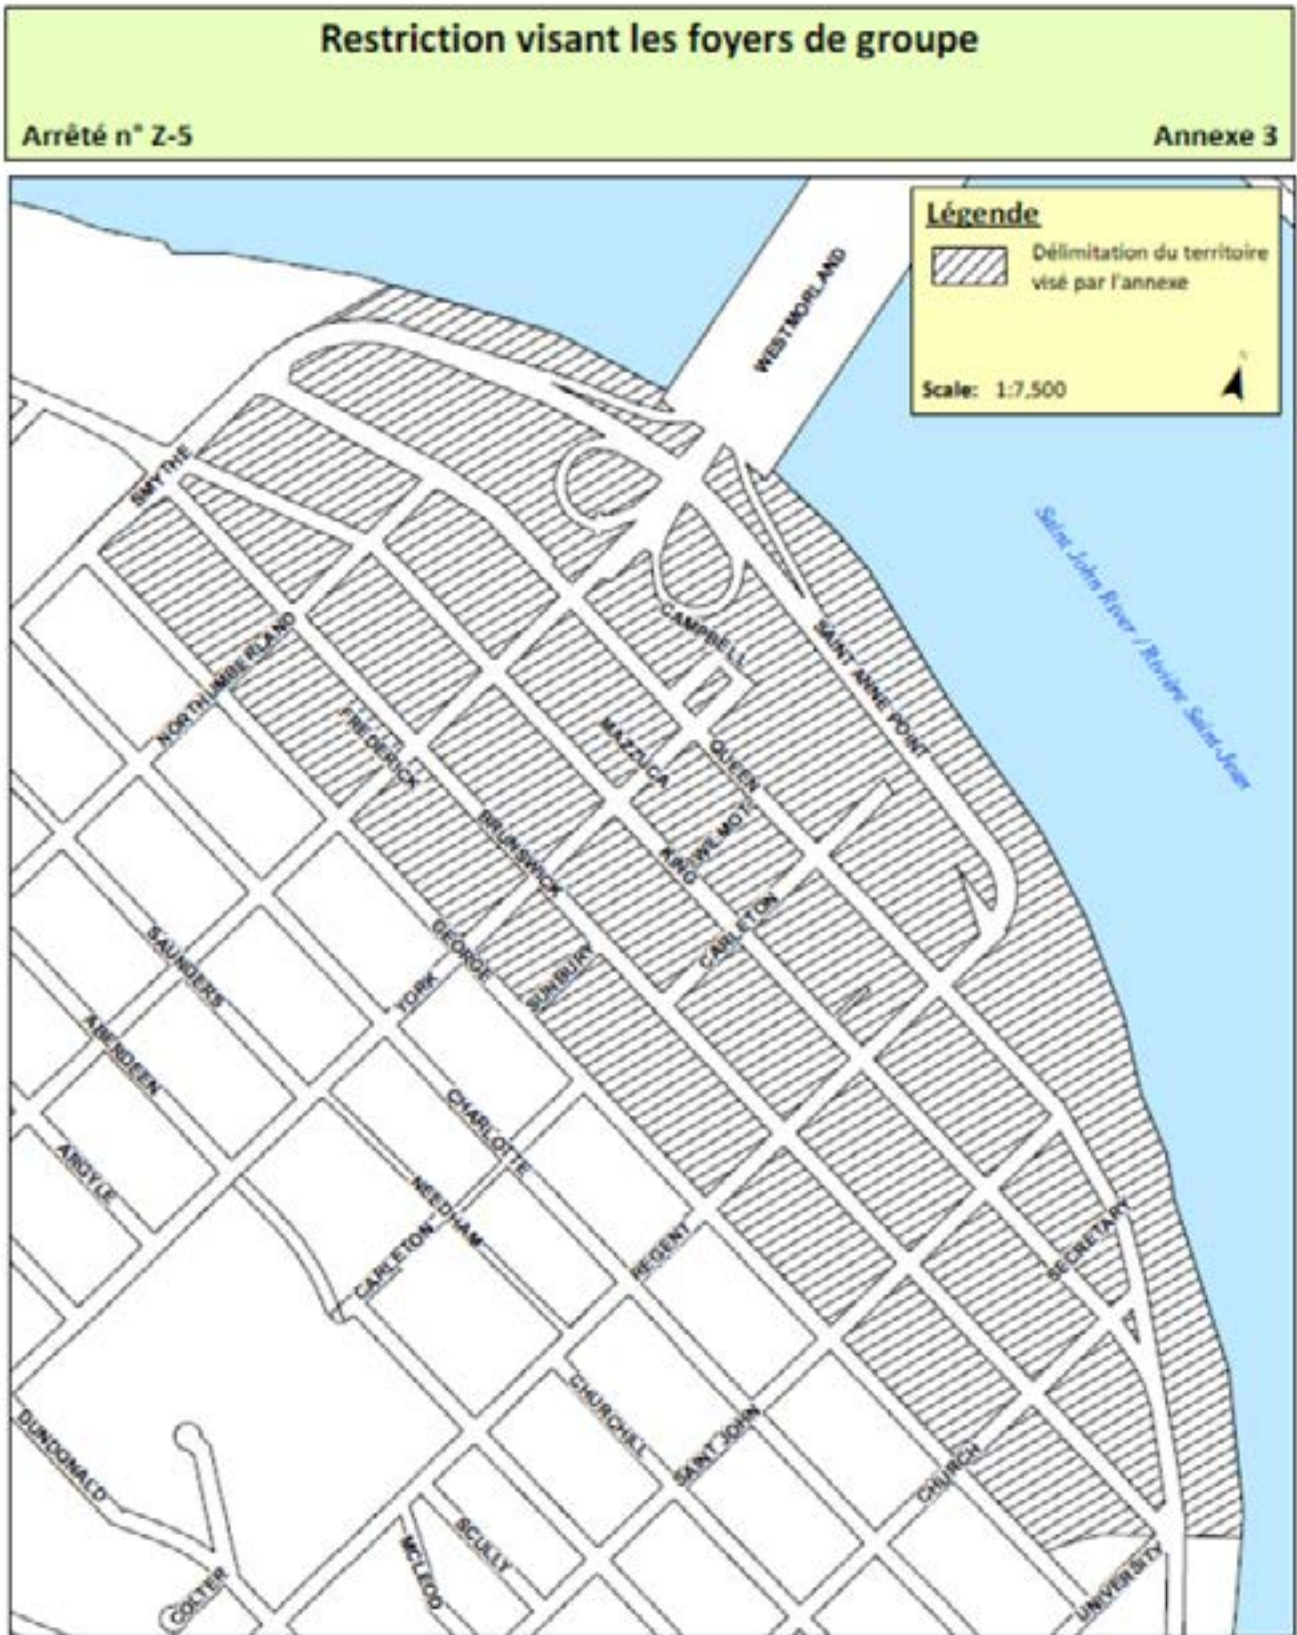 Restriction visant les foyers de groupe
Arrêté n° Z-5
Annexe 3
Légende
Délimitation du territoire
visé par l'annexe
Scale: 1:7,500
N
WESTMORLAND
SMYTHE
Saint John River / Rivière Saint-Jean
CAMPBELL
SAINT ANNE POINT
NORTHUMBERLAND
FREDERICK
MAZZUCA
QUEEN
BRUNSWICK
KING
WILMOT
CARLETON
GEORGE
SUNBURY
YORK
SAUNDERS
ABERDEEN
ARGYLE
CHARLOTTE
NEEDHAM
CARLETON
REGENT
SECRETARY
CHURCHILL
SAINT JOHN
CHURCH
DUNDONALD
SCULLY
MCLEOD
COLTER
UNIVERSITY